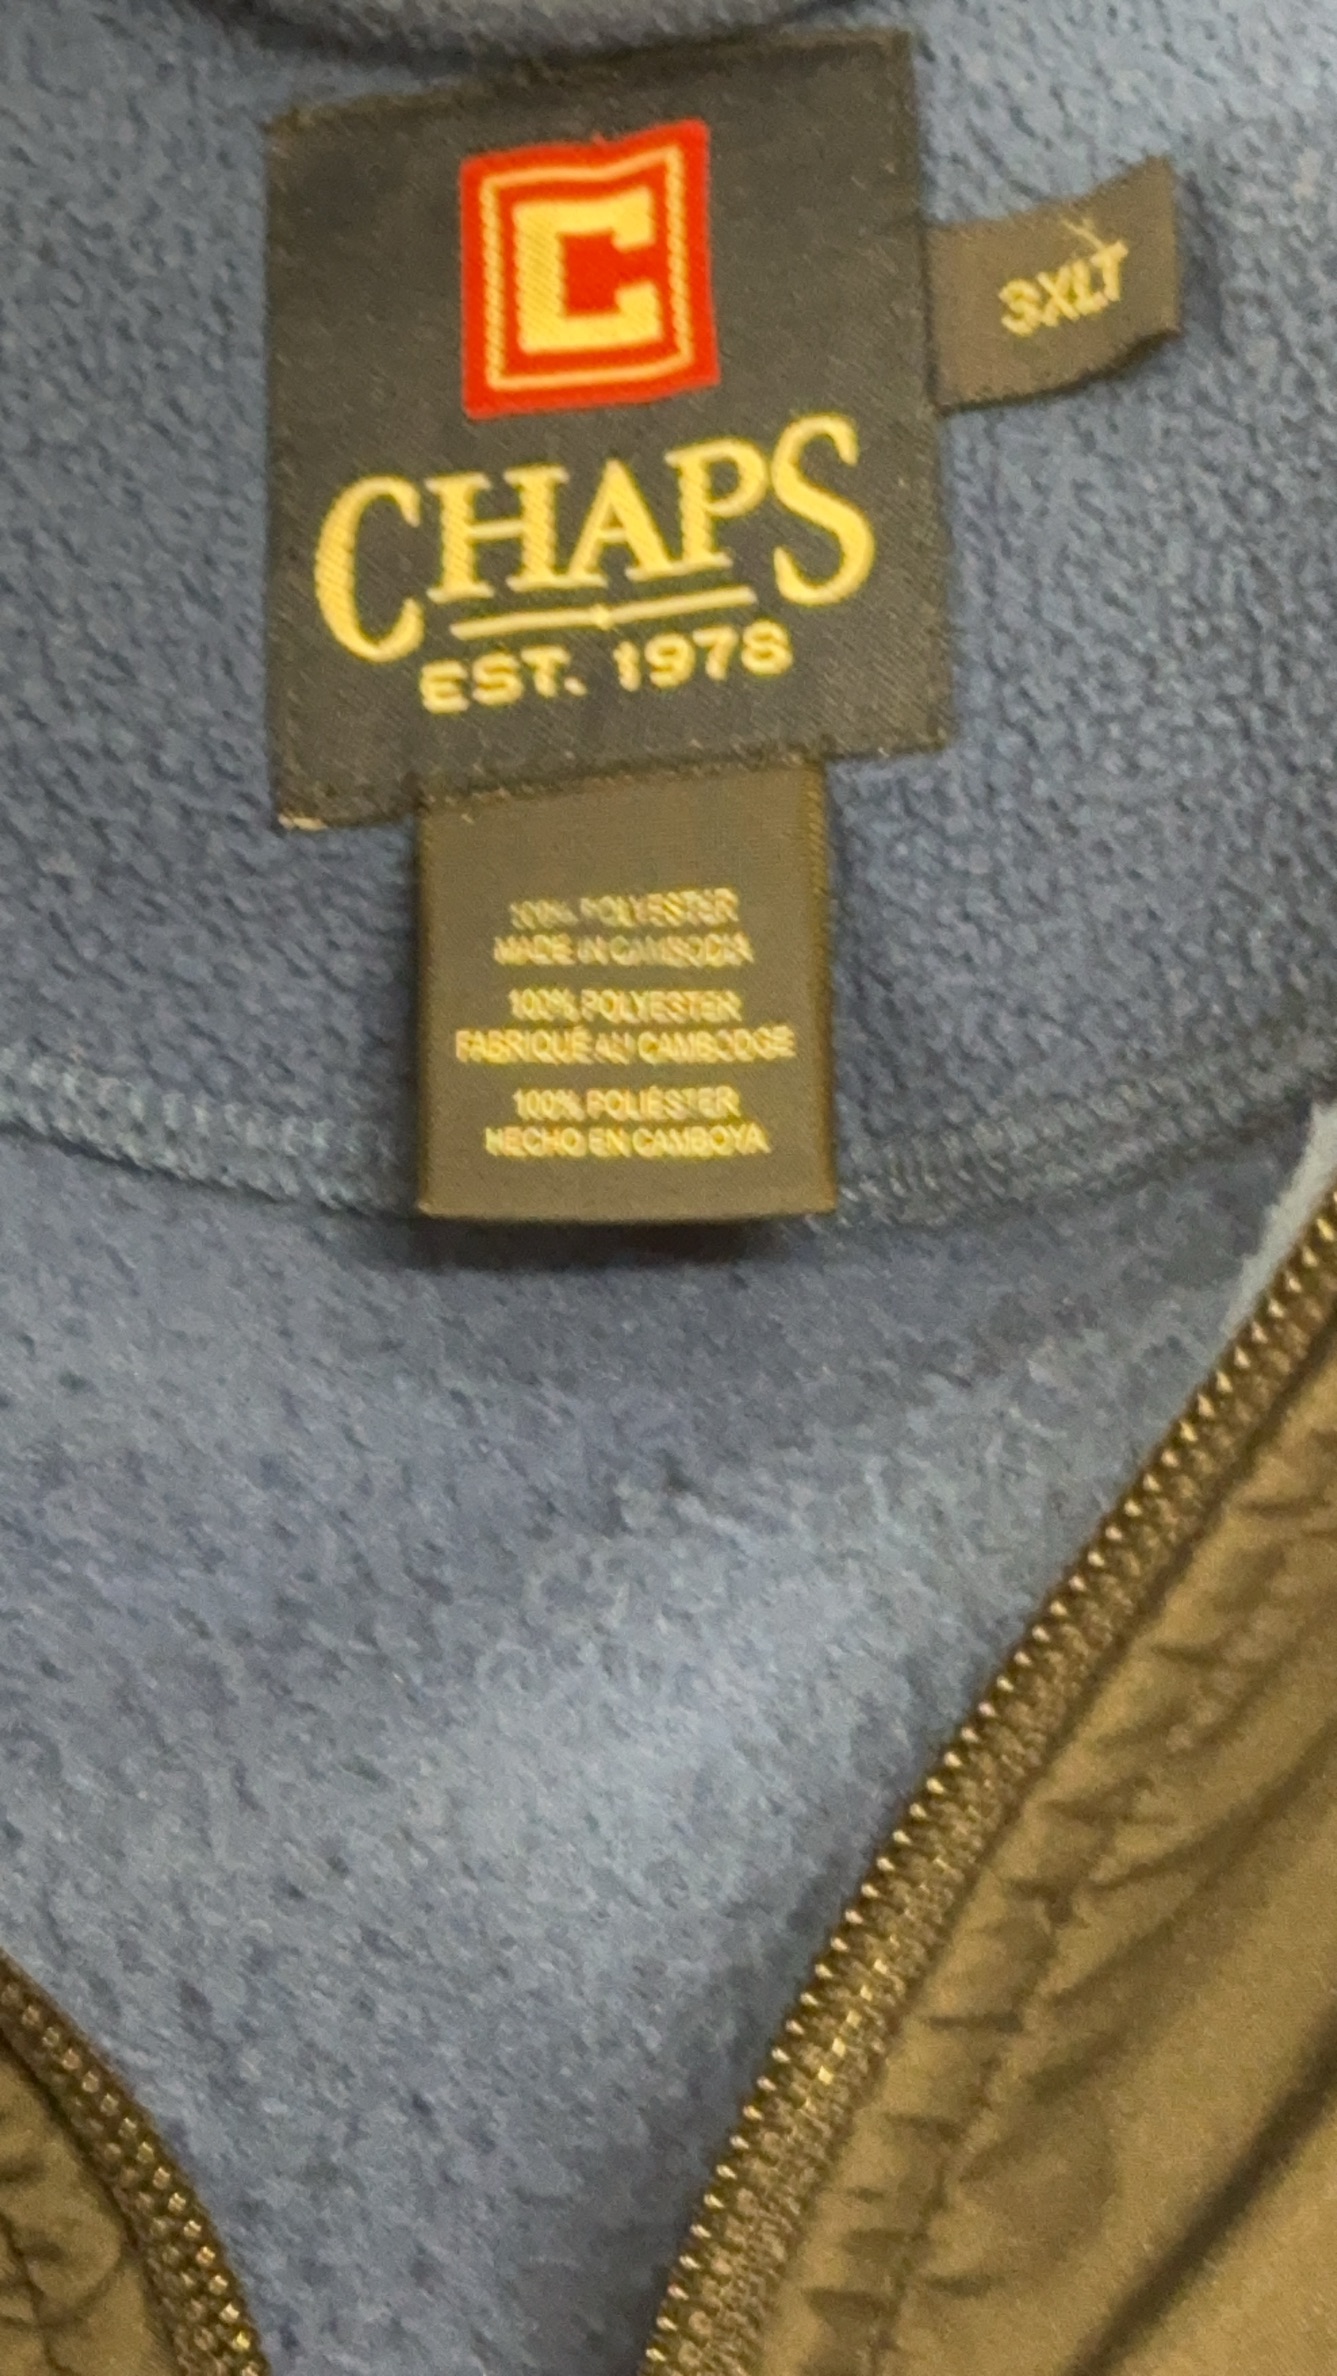 C
3XLT
CHAPS
EST. 1978
100% POLYESTER
MADE IN CAMBODIA
100% POLYESTER
FABRIQUÉ AU CAMBODGE
100% POLIÉSTER
HECHO EN CAMBOYA